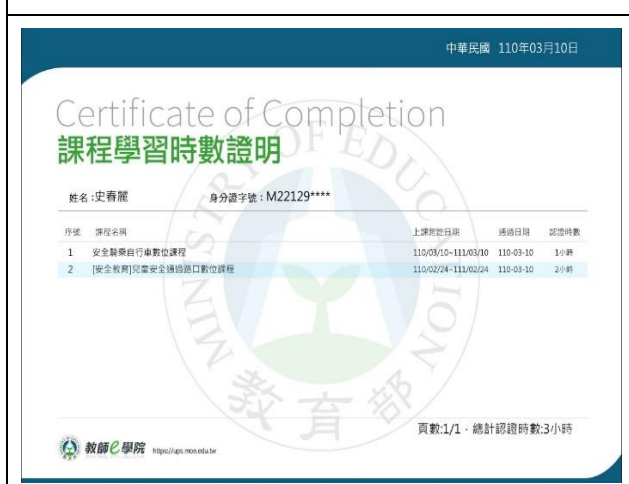 中華民國 110年03月10日
Certificate of Completion
課程學習時數證明
姓名:史春麗 身分證字號:M22129****
序號 課程名稱 上課起訖日期 通過日期 認證時數
1 安全騎乘自行車數位課程 110/03/10~111/03/10 110-03-10 1小時
2 [安全教育]兒童安全通過路口數位課程 110/02/24~111/02/24 110-03-10 2小時
MINISTRY OF EDUCATION
教育部
頁數:1/1,總計認證時數:3小時
教師e學院 https://ups.moe.edu.tw